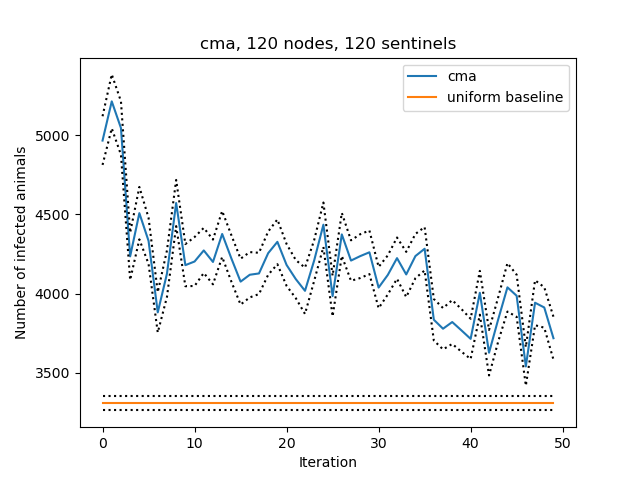 cma, 120 nodes, 120 sentinels
cma
uniform baseline
Number of infected animals
5000
4500
4000
3500
0 10 20 30 40 50
Iteration